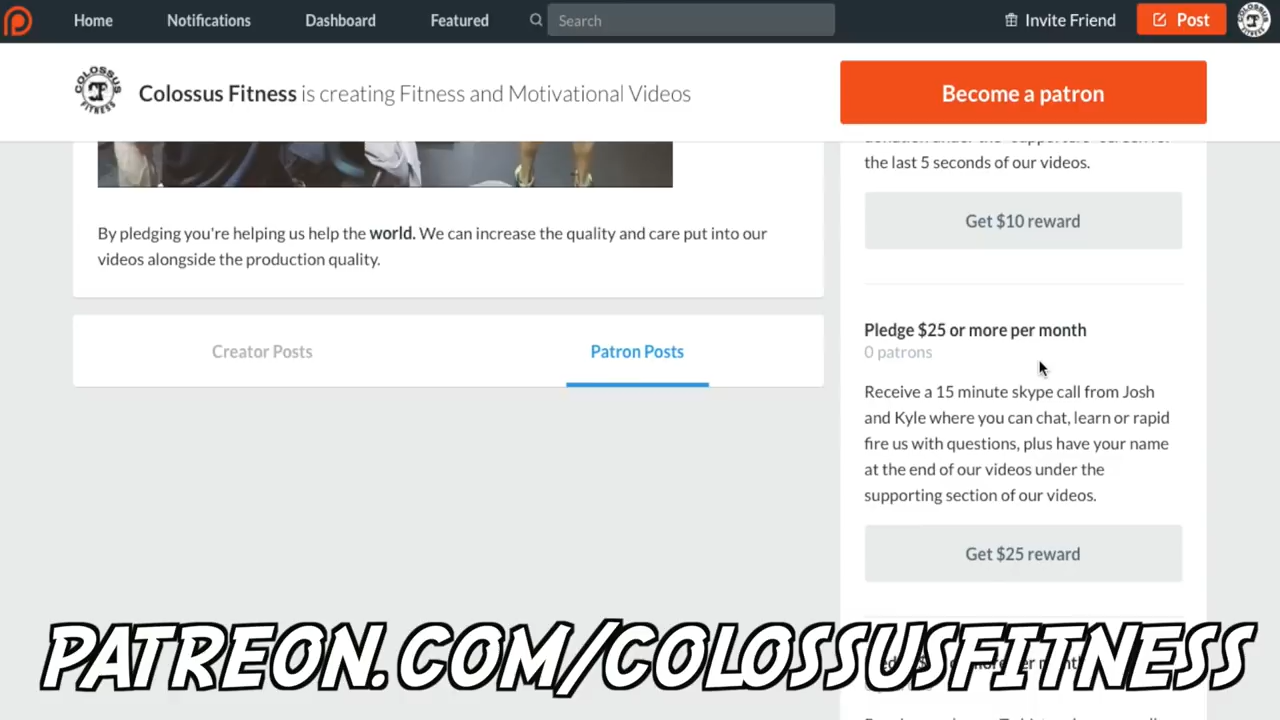 Home Notifications Dashboard Featured Search Invite Friend Post
COLOSSUS
FITNESS
Colossus Fitness is creating Fitness and Motivational Videos
Become a patron
the last 5 seconds of our videos.
Get $10 reward
By pledging you're helping us help the world. We can increase the quality and care put into our
videos alongside the production quality.
Creator Posts Patron Posts
Pledge $25 or more per month
0 patrons
Receive a 15 minute skype call from Josh
and Kyle where you can chat, learn or rapid
fire us with questions, plus have your name
at the end of our videos under the
supporting section of our videos.
Get $25 reward
PATREON.COM/COLOSSUSFITNESS